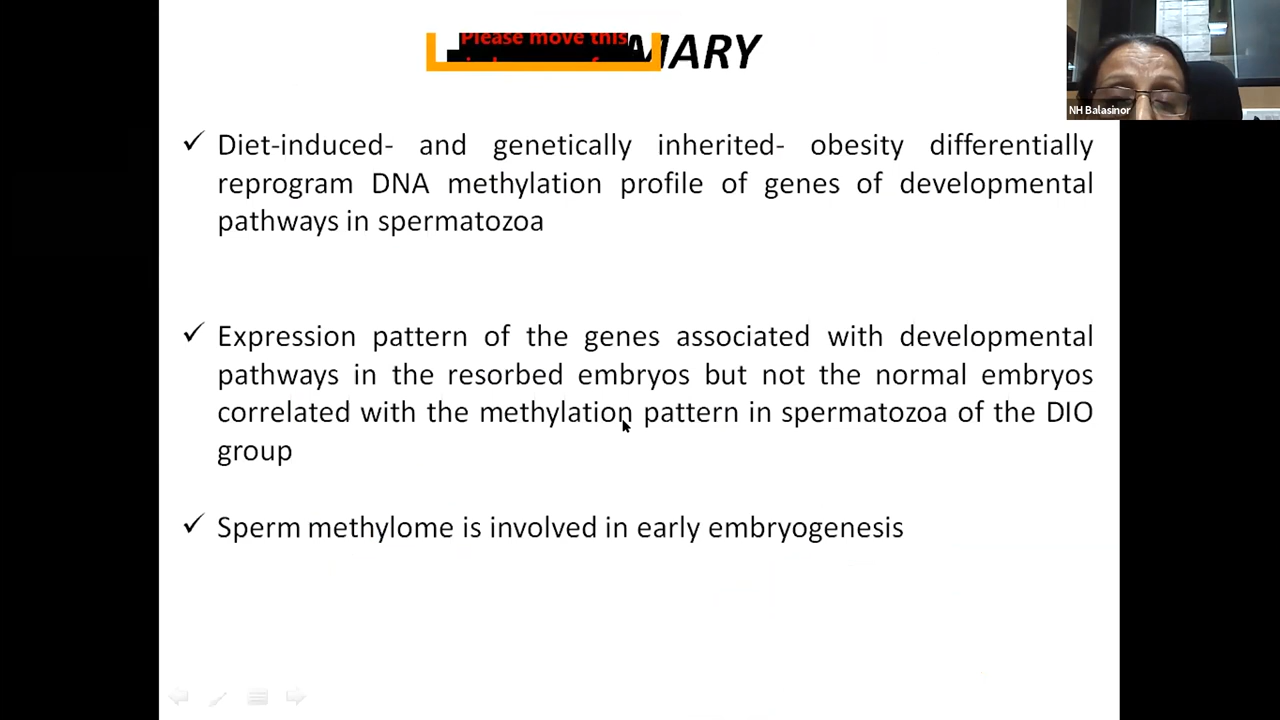 Please move this
MARY
NH Balasinor
✓ Diet-induced- and genetically inherited- obesity differentially
reprogram DNA methylation profile of genes of developmental
pathways in spermatozoa
✓ Expression pattern of the genes associated with developmental
pathways in the resorbed embryos but not the normal embryos
correlated with the methylation pattern in spermatozoa of the DIO
group
✓ Sperm methylome is involved in early embryogenesis